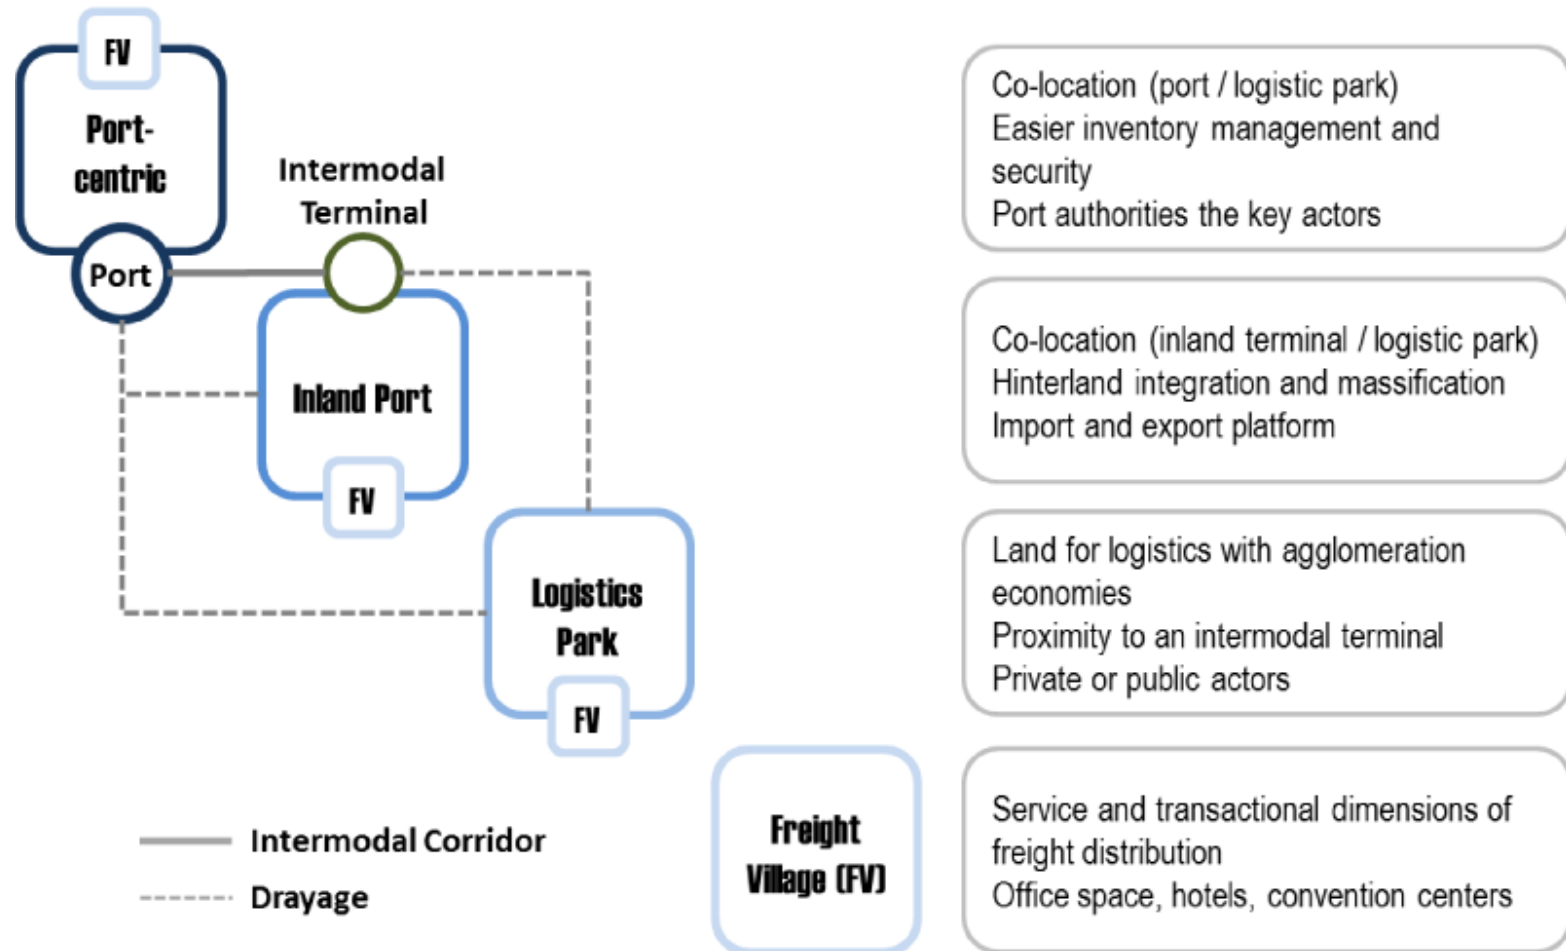 FV
Port-
centric
Port
Intermodal
Terminal
Inland Port
FV
Logistics
Park
FV
Freight
Village (FV)
Intermodal Corridor
Drayage
Co-location (port / logistic park)
Easier inventory management and
security
Port authorities the key actors
Co-location (inland terminal / logistic park)
Hinterland integration and massification
Import and export platform
Land for logistics with agglomeration
economies
Proximity to an intermodal terminal
Private or public actors
Service and transactional dimensions of
freight distribution
Office space, hotels, convention centers